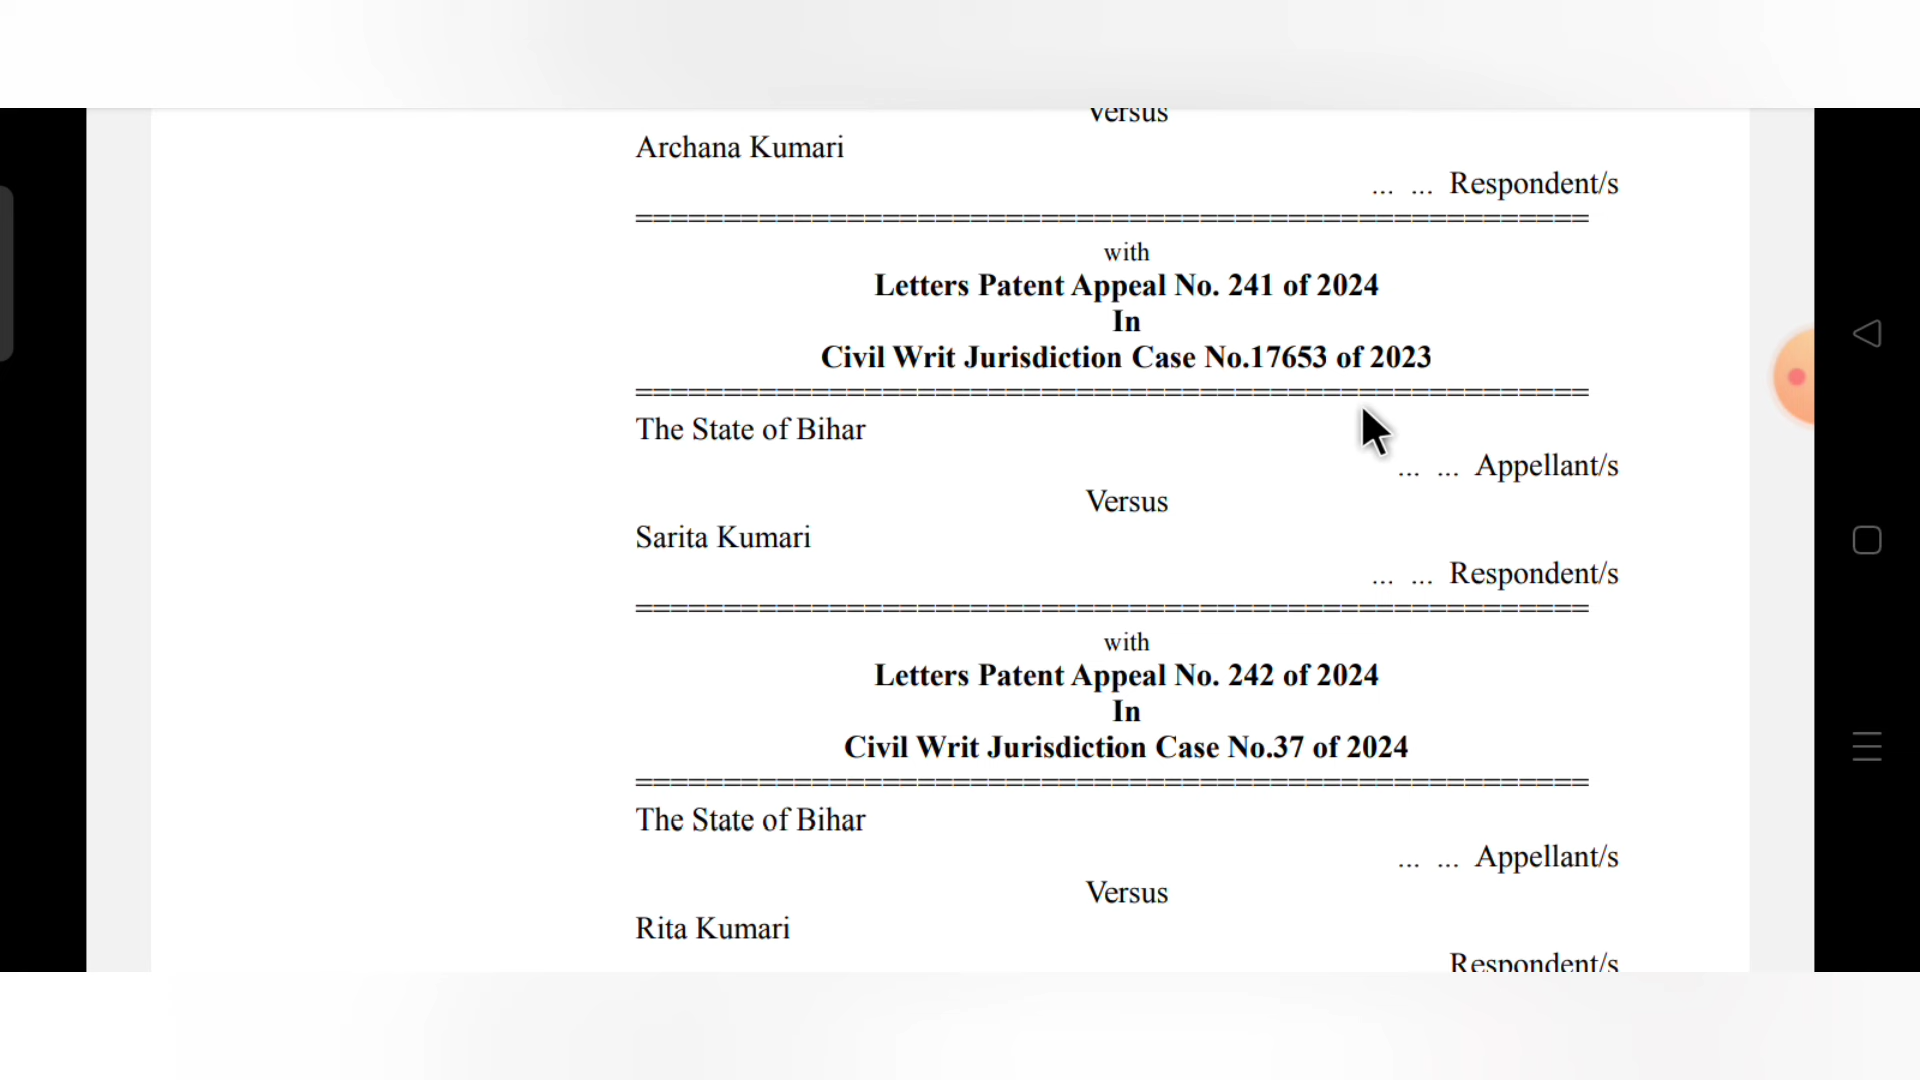 Versus
Archana Kumari
... ... Respondent/s
======================================================
with
Letters Patent Appeal No. 241 of 2024
In
Civil Writ Jurisdiction Case No.17653 of 2023
======================================================
The State of Bihar
... ... Appellant/s
Versus
Sarita Kumari
... ... Respondent/s
======================================================
with
Letters Patent Appeal No. 242 of 2024
In
Civil Writ Jurisdiction Case No.37 of 2024
======================================================
The State of Bihar
... ... Appellant/s
Versus
Rita Kumari
Respondent/s